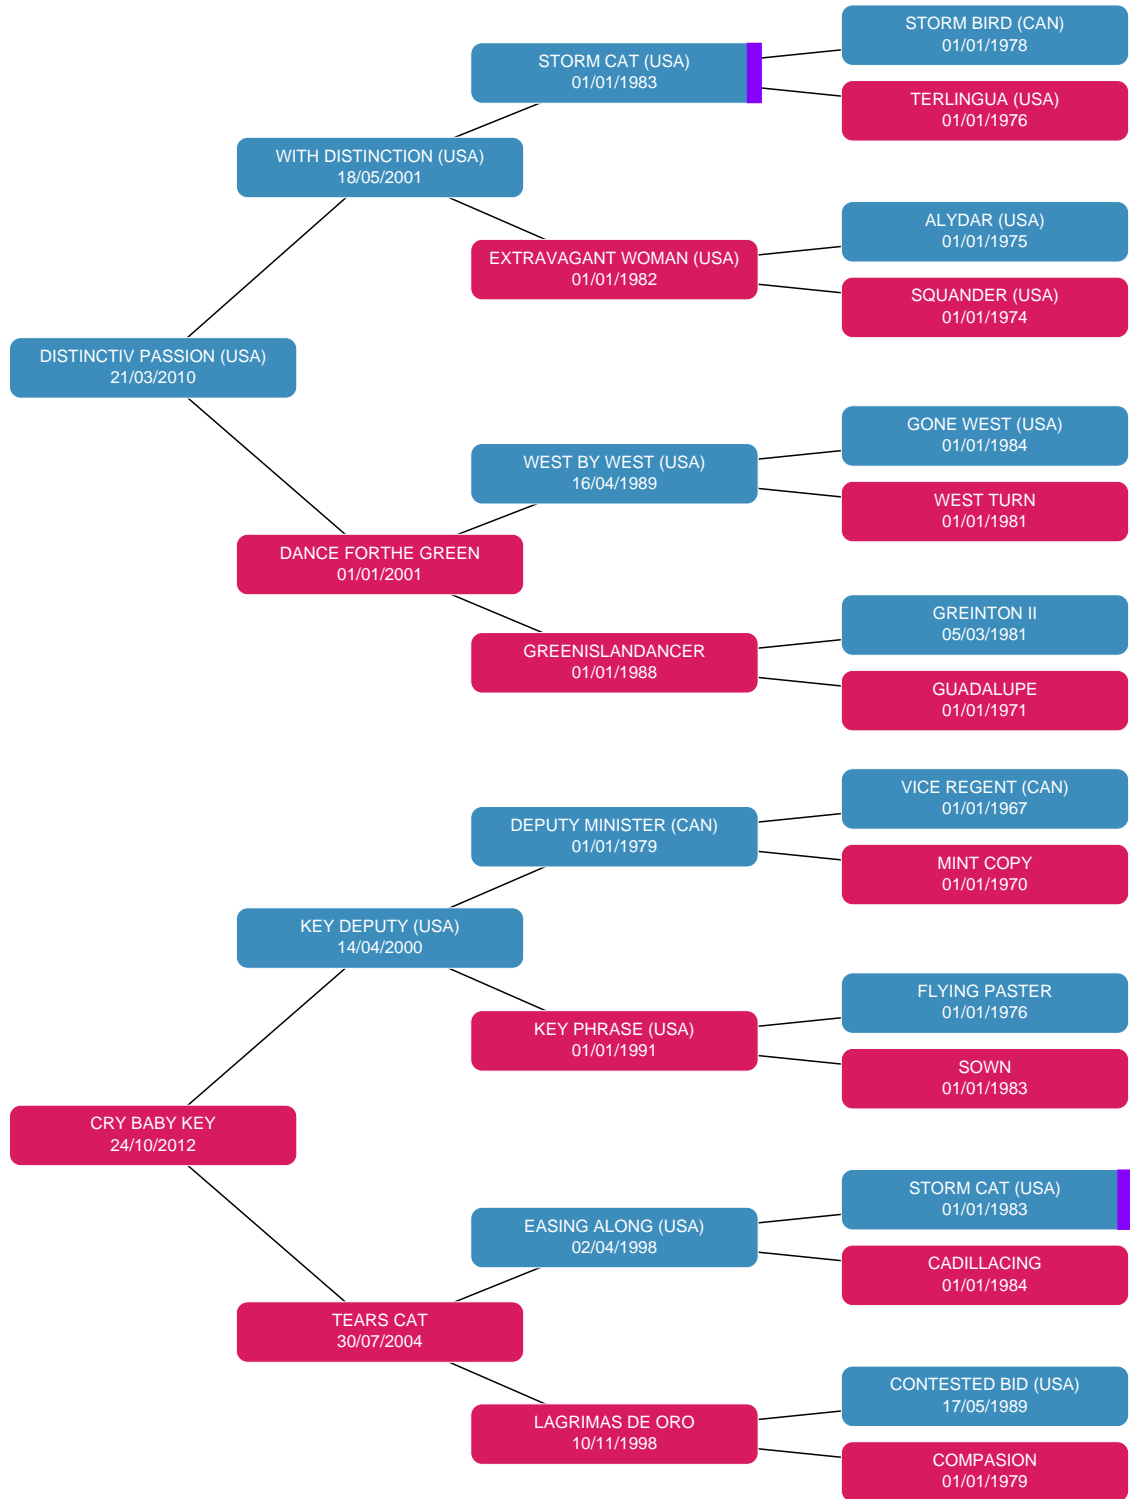 STORM BIRD (CAN)
01/01/1978
STORM CAT (USA)
01/01/1983
TERLINGUA (USA)
01/01/1976
WITH DISTINCTION (USA)
18/05/2001
ALYDAR (USA)
01/01/1975
EXTRAVAGANT WOMAN (USA)
01/01/1982
SQUANDER (USA)
01/01/1974
DISTINCTIV PASSION (USA)
21/03/2010
GONE WEST (USA)
01/01/1984
WEST BY WEST (USA)
16/04/1989
WEST TURN
01/01/1981
DANCE FORTHE GREEN
01/01/2001
GREINTON II
05/03/1981
GREENISLANDANCER
01/01/1988
GUADALUPE
01/01/1971
VICE REGENT (CAN)
01/01/1967
DEPUTY MINISTER (CAN)
01/01/1979
MINT COPY
01/01/1970
KEY DEPUTY (USA)
14/04/2000
FLYING PASTER
01/01/1976
KEY PHRASE (USA)
01/01/1991
SOWN
01/01/1983
CRY BABY KEY
24/10/2012
STORM CAT (USA)
01/01/1983
EASING ALONG (USA)
02/04/1998
CADILLACING
01/01/1984
TEARS CAT
30/07/2004
CONTESTED BID (USA)
17/05/1989
LAGRIMAS DE ORO
10/11/1998
COMPASION
01/01/1979